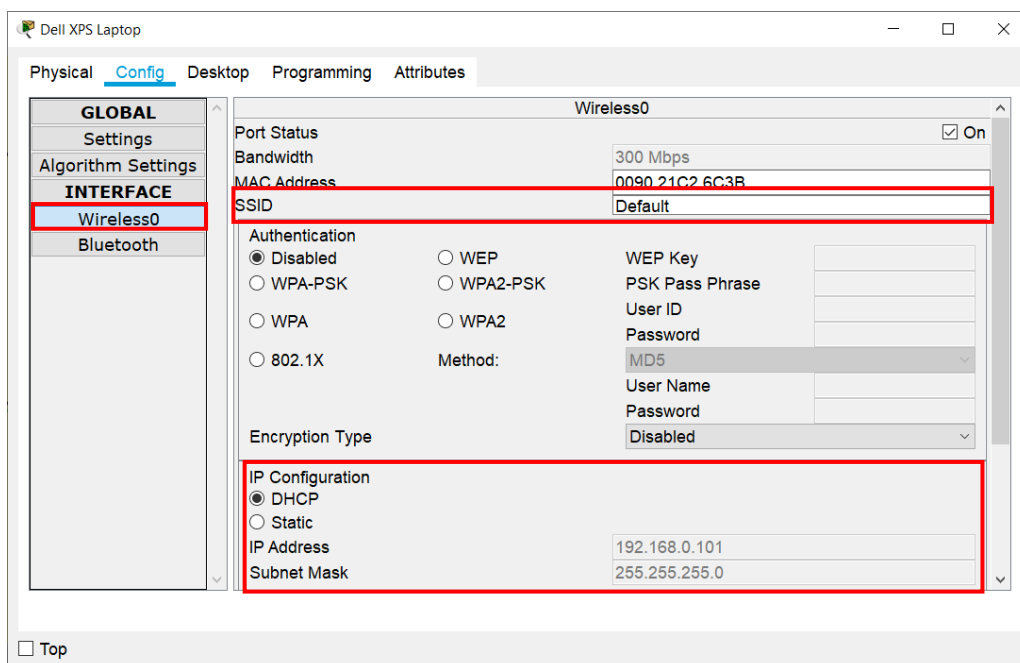 Dell XPS Laptop
Physical Config Desktop Programming Attributes
GLOBAL
Settings
Algorithm Settings
INTERFACE
Wireless0
Bluetooth
Wireless0
Port Status On
Bandwidth 300 Mbps
MAC Address 0090.21C2.6C3B
SSID Default
Authentication
Disabled WEP WEP Key
WPA-PSK WPA2-PSK PSK Pass Phrase
User ID
WPA WPA2
Password
802.1X Method: MD5
User Name
Password
Encryption Type Disabled
IP Configuration
DHCP
Static
IP Address 192.168.0.101
Subnet Mask 255.255.255.0
Top